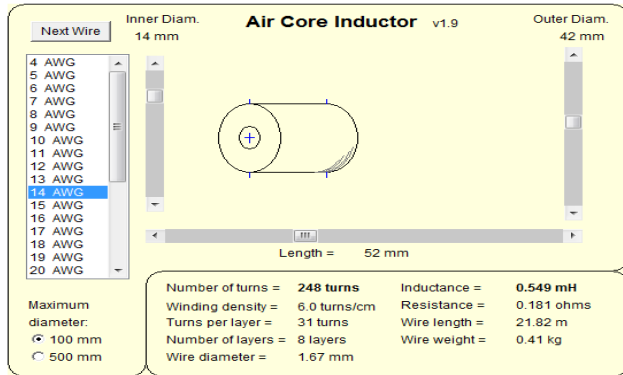 Next Wire
Inner Diam.
14 mm
Air Core Inductor v1.9
Outer Diam.
42 mm
4 AWG
5 AWG
6 AWG
7 AWG
8 AWG
9 AWG
10 AWG
11 AWG
12 AWG
13 AWG
14 AWG
15 AWG
16 AWG
17 AWG
18 AWG
19 AWG
20 AWG
Length = 52 mm
Maximum
diameter:
100 mm
500 mm
Number of turns = 248 turns
Winding density = 6.0 turns/cm
Turns per layer = 31 turns
Number of layers = 8 layers
Wire diameter = 1.67 mm
Inductance = 0.549 mH
Resistance = 0.181 ohms
Wire length = 21.82 m
Wire weight = 0.41 kg